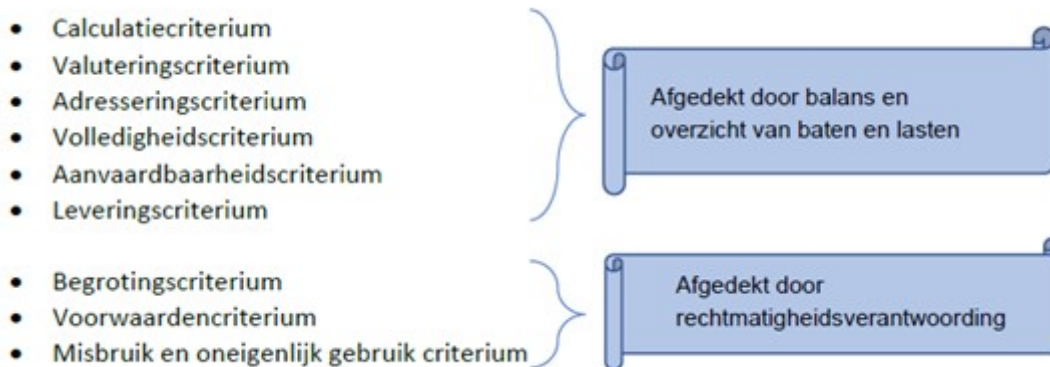 • Calculatiecriterium
• Valuteringscriterium
• Adresseringscriterium
• Volledigheidscriterium
• Aanvaardbaarheidscriterium
• Leveringscriterium
Afgedekt door balans en
overzicht van baten en lasten
• Begrotingscriterium
• Voorwaardencriterium
• Misbruik en oneigenlijk gebruik criterium
Afgedekt door
rechtmatigheidsverantwoording